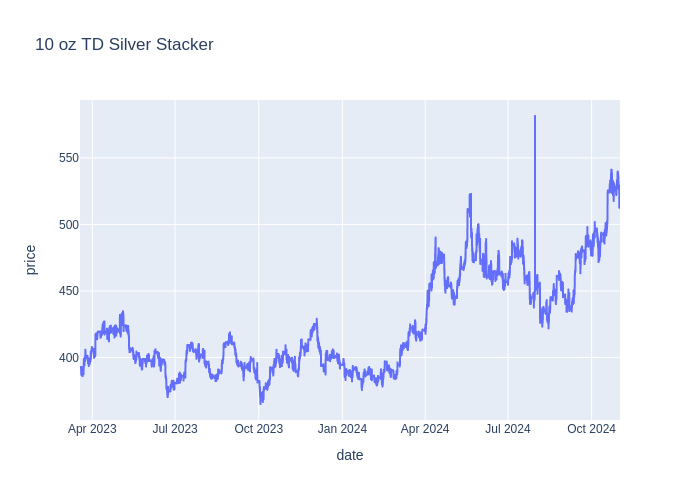 10 oz TD Silver Stacker
550
500
450
400
price
Apr 2023
Jul 2023
Oct 2023
Jan 2024
Apr 2024
Jul 2024
Oct 2024
date